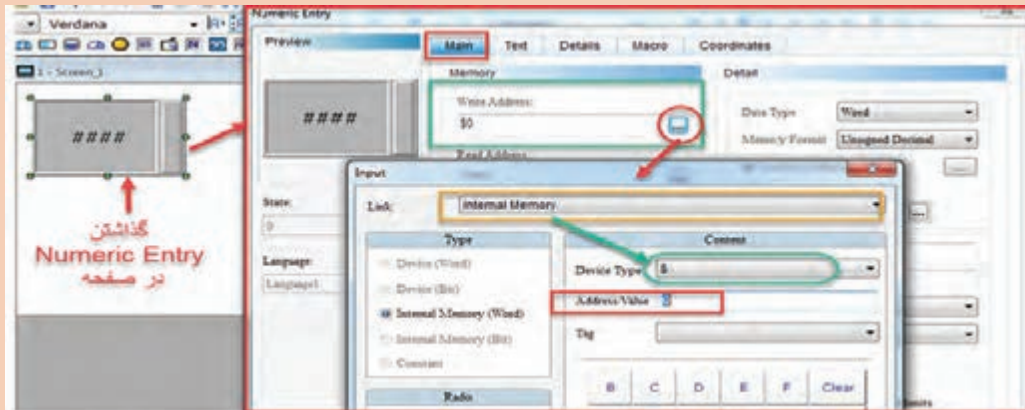 Verdana
Numeric Entry
Preview
Main Text Details Macro Coordinates
1 - Screen_1
Memory
Detail
Write Address:
$0
Data Type Word
Memory Format Unsigned Decimal
####
####
Read Address
Input
State:
0
Link: Internal Memory
Type
Content
Language:
Language1
Device (Word)
Device Type $
Device (Bit)
Address/Value
Internal Memory (Word)
Tag
Internal Memory (Bit)
Constant
B C D E F Clear
Radio
گذاشتن
Numeric Entry
در صفحه